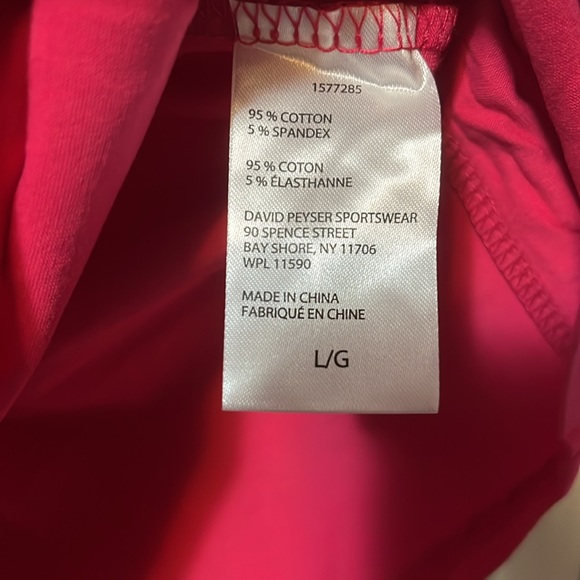 1577285
95 % COTTON
5 % SPANDEX
95 % COTON
5 % ÉLASTHANNE
DAVID PEYSER SPORTSWEAR
90 SPENCE STREET
BAY SHORE, NY 11706
WPL 11590
MADE IN CHINA
FABRIQUÉ EN CHINE
L/G